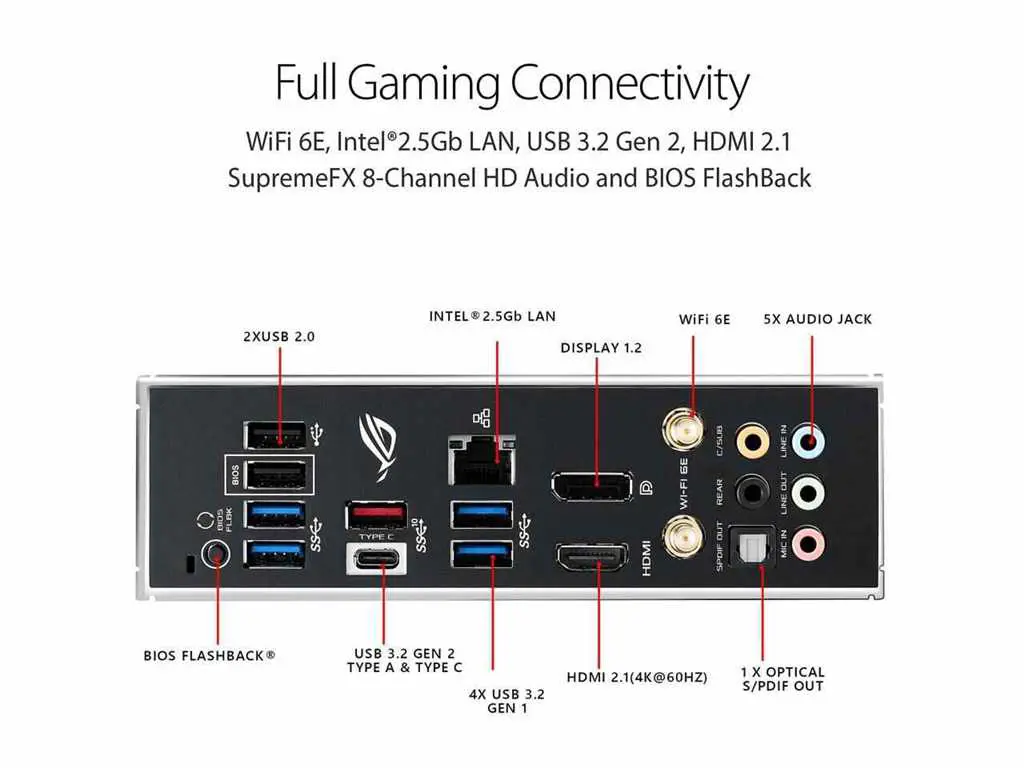 Full Gaming Connectivity
WiFi 6E, Intel®2.5Gb LAN, USB 3.2 Gen 2, HDMI 2.1
SupremeFX 8-Channel HD Audio and BIOS FlashBack
INTEL®2.5Gb LAN
WiFi 6E
5X AUDIO JACK
2XUSB 2.0
DISPLAY 1.2
BIOS
BIOS
FLBK
SS
TYPE C
SS 10
SS
HDMI
WI-FI 6E
C/SUB
LINE IN
REAR
LINE OUT
SPDIF OUT
MIC IN
BIOS FLASHBACK®
USB 3.2 GEN 2
TYPE A & TYPE C
4X USB 3.2
GEN 1
HDMI 2.1(4K@60HZ)
1 X OPTICAL
S/PDIF OUT